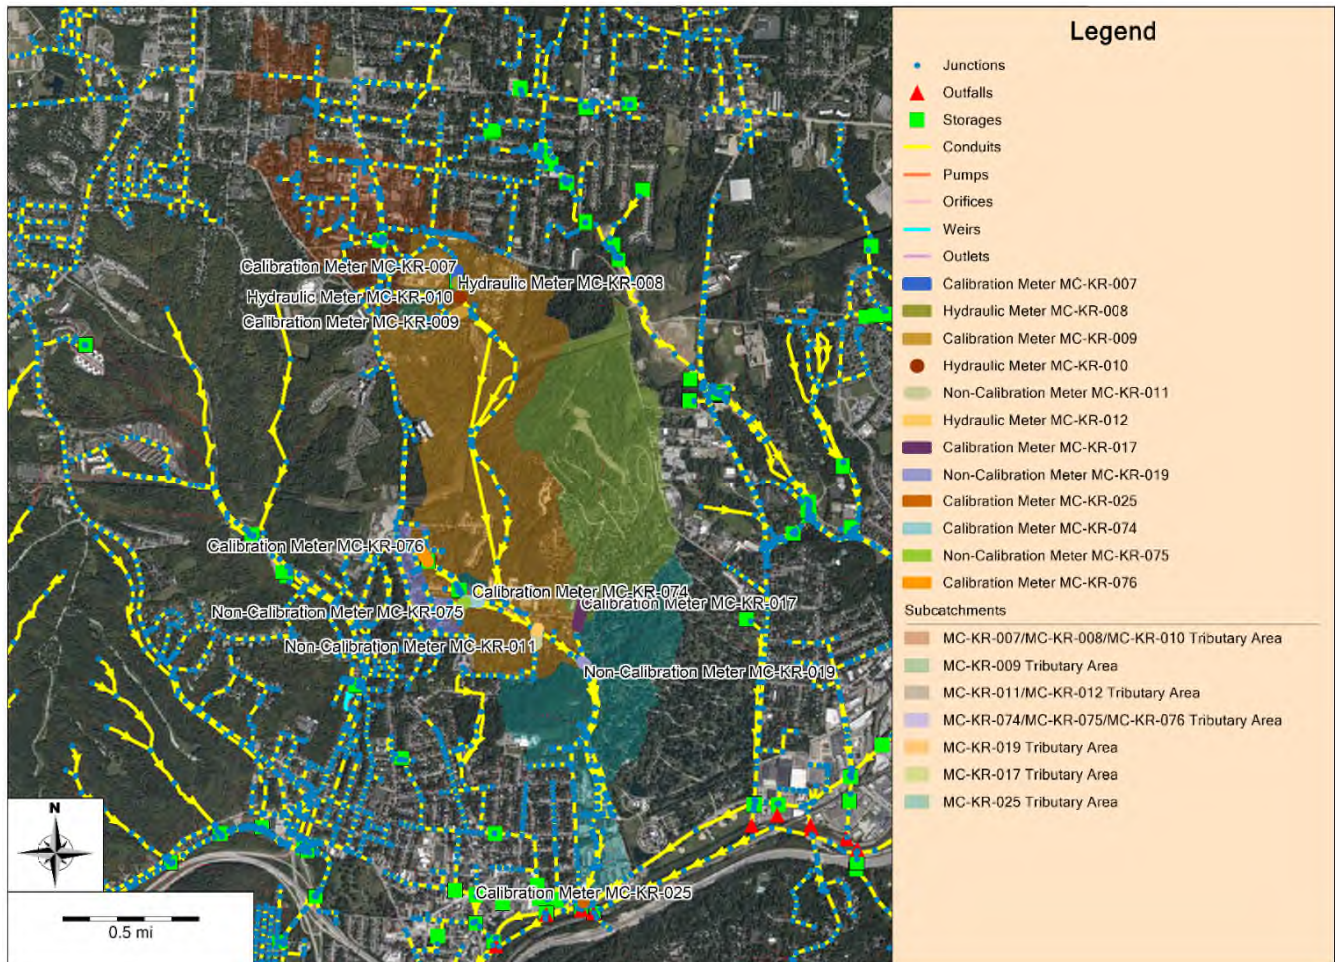 Legend
Junctions
Outfalls
Storages
Conduits
Pumps
Orifices
Weirs
Outlets
Calibration Meter MC-KR-007
Hydraulic Meter MC-KR-008
Calibration Meter MC-KR-009
Hydraulic Meter MC-KR-010
Non-Calibration Meter MC-KR-011
Hydraulic Meter MC-KR-012
Calibration Meter MC-KR-017
Non-Calibration Meter MC-KR-019
Calibration Meter MC-KR-025
Calibration Meter MC-KR-074
Non-Calibration Meter MC-KR-075
Calibration Meter MC-KR-076
Subcatchments
MC-KR-007/MC-KR-008/MC-KR-010 Tributary Area
MC-KR-009 Tributary Area
MC-KR-011/MC-KR-012 Tributary Area
MC-KR-074/MC-KR-075/MC-KR-076 Tributary Area
MC-KR-019 Tributary Area
MC-KR-017 Tributary Area
MC-KR-025 Tributary Area
Calibration Meter MC-KR-007
Hydraulic Meter MC-KR-008
Hydraulic Meter MC-KR-010
Calibration Meter MC-KR-009
Calibration Meter MC-KR-076
Calibration Meter MC-KR-074
Calibration Meter MC-KR-017
Non-Calibration Meter MC-KR-075
Non-Calibration Meter MC-KR-011
Non-Calibration Meter MC-KR-019
Calibration Meter MC-KR-025
N
0.5 mi